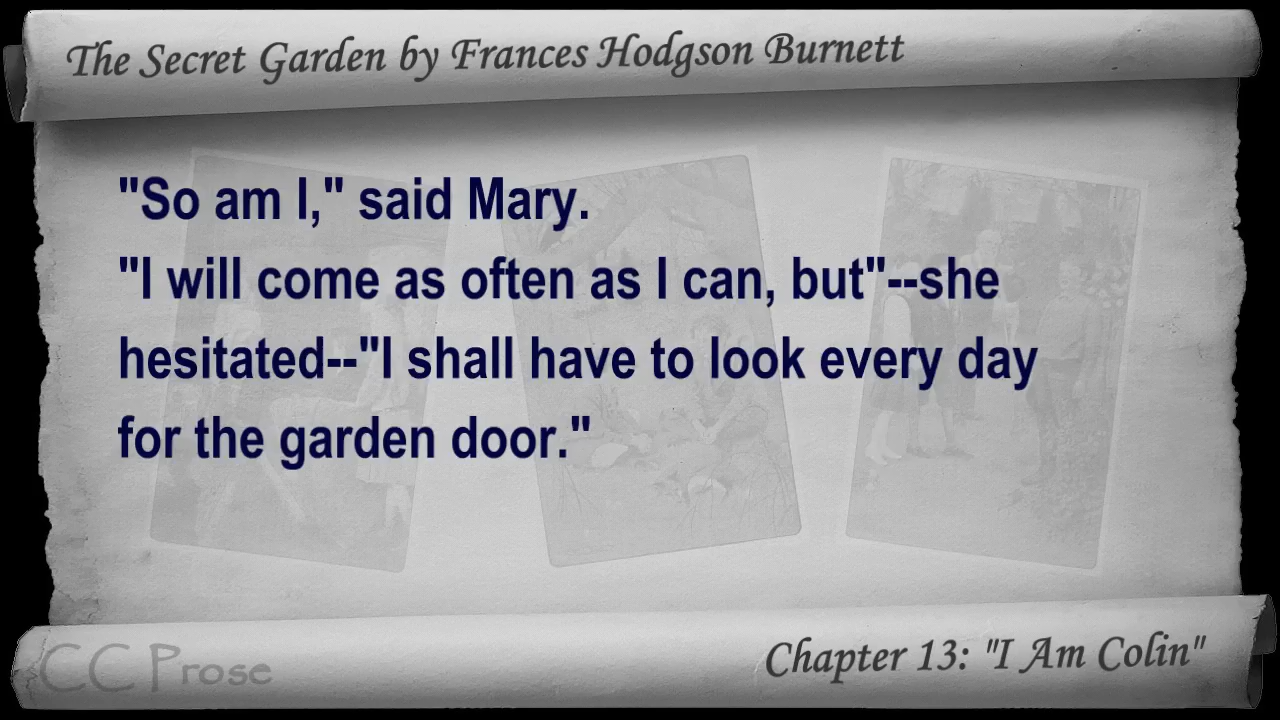 The Secret Garden by Frances Hodgson Burnett
"So am I," said Mary.
"I will come as often as I can, but"--she
hesitated--"I shall have to look every day
for the garden door."
CC Prose
Chapter 13: "I Am Colin"